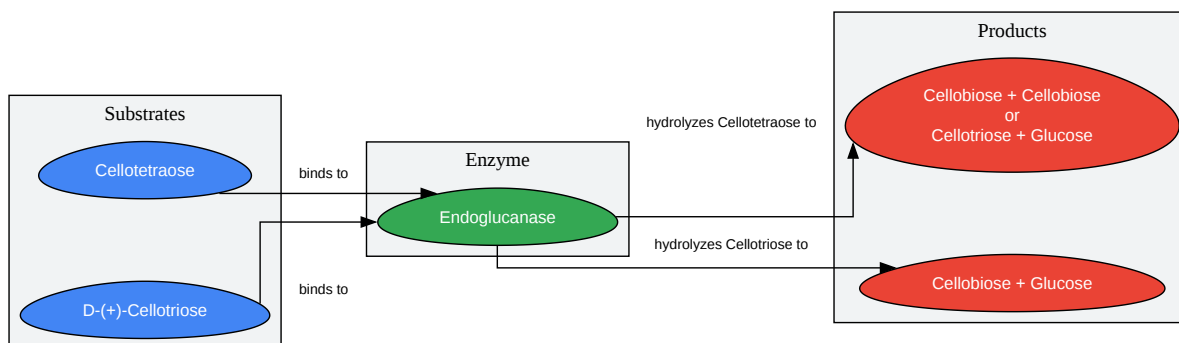 Substrates
Cellotetraose
D-(+)-Cellotriose
binds to
binds to
Enzyme
Endoglucanase
hydrolyzes Cellotetraose to
hydrolyzes Cellotriose to
Products
Cellobiose + Cellobiose
or
Cellotriose + Glucose
Cellobiose + Glucose